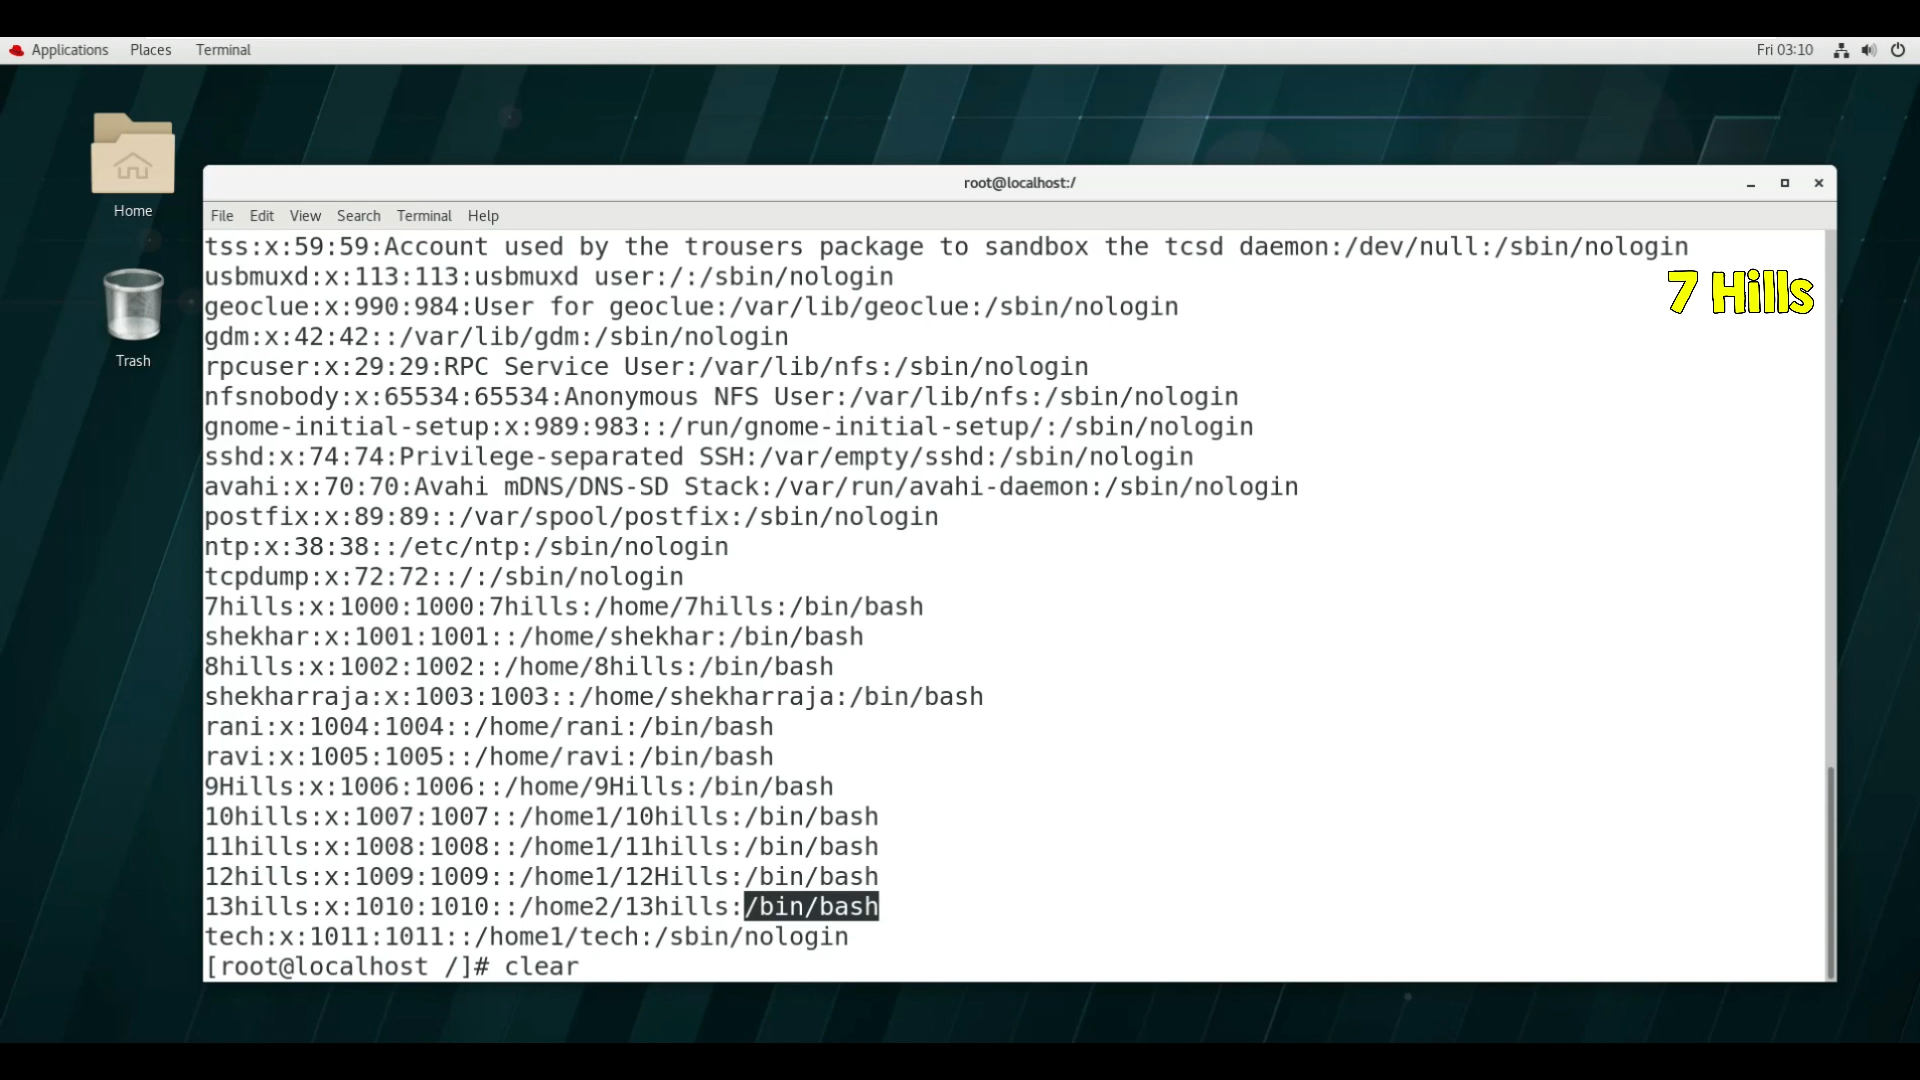 Applications Places Terminal Fri 03:10
Home
Trash
root@localhost:/
File Edit View Search Terminal Help
tss:x:59:59:Account used by the trousers package to sandbox the tcsd daemon:/dev/null:/sbin/nologin
usbmuxd:x:113:113:usbmuxd user:/:/sbin/nologin
7 Hills
geoclue:x:990:984:User for geoclue:/var/lib/geoclue:/sbin/nologin
gdm:x:42:42::/var/lib/gdm:/sbin/nologin
rpcuser:x:29:29:RPC Service User:/var/lib/nfs:/sbin/nologin
nfsnobody:x:65534:65534:Anonymous NFS User:/var/lib/nfs:/sbin/nologin
gnome-initial-setup:x:989:983::/run/gnome-initial-setup/:/sbin/nologin
sshd:x:74:74:Privilege-separated SSH:/var/empty/sshd:/sbin/nologin
avahi:x:70:70:Avahi mDNS/DNS-SD Stack:/var/run/avahi-daemon:/sbin/nologin
postfix:x:89:89::/var/spool/postfix:/sbin/nologin
ntp:x:38:38::/etc/ntp:/sbin/nologin
tcpdump:x:72:72::/:/sbin/nologin
7hills:x:1000:1000:7hills:/home/7hills:/bin/bash
shekhar:x:1001:1001::/home/shekhar:/bin/bash
8hills:x:1002:1002::/home/8hills:/bin/bash
shekharraja:x:1003:1003::/home/shekharraja:/bin/bash
rani:x:1004:1004::/home/rani:/bin/bash
ravi:x:1005:1005::/home/ravi:/bin/bash
9Hills:x:1006:1006::/home/9Hills:/bin/bash
10hills:x:1007:1007::/home1/10hills:/bin/bash
11hills:x:1008:1008::/home1/11hills:/bin/bash
12hills:x:1009:1009::/home1/12Hills:/bin/bash
13hills:x:1010:1010::/home2/13hills:/bin/bash
tech:x:1011:1011::/home1/tech:/sbin/nologin
[root@localhost /]# clear